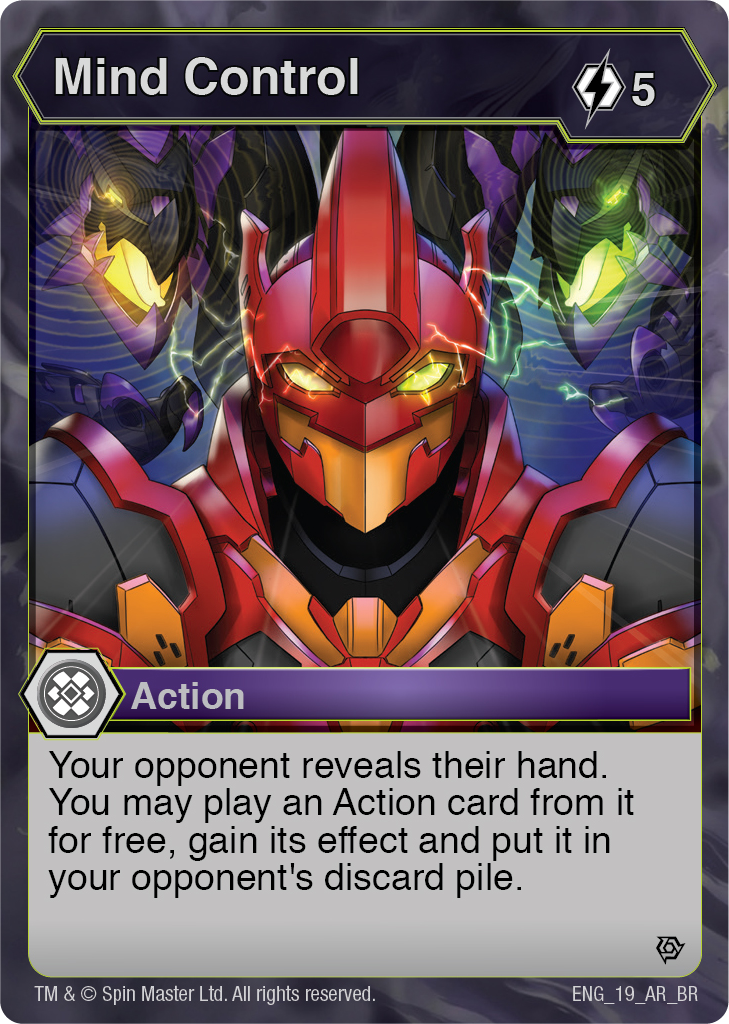 Mind Control
5
Action
Your opponent reveals their hand.
You may play an Action card from it
for free, gain its effect and put it in
your opponent's discard pile.
TM & © Spin Master Ltd. All rights reserved.
ENG_19_AR_BR